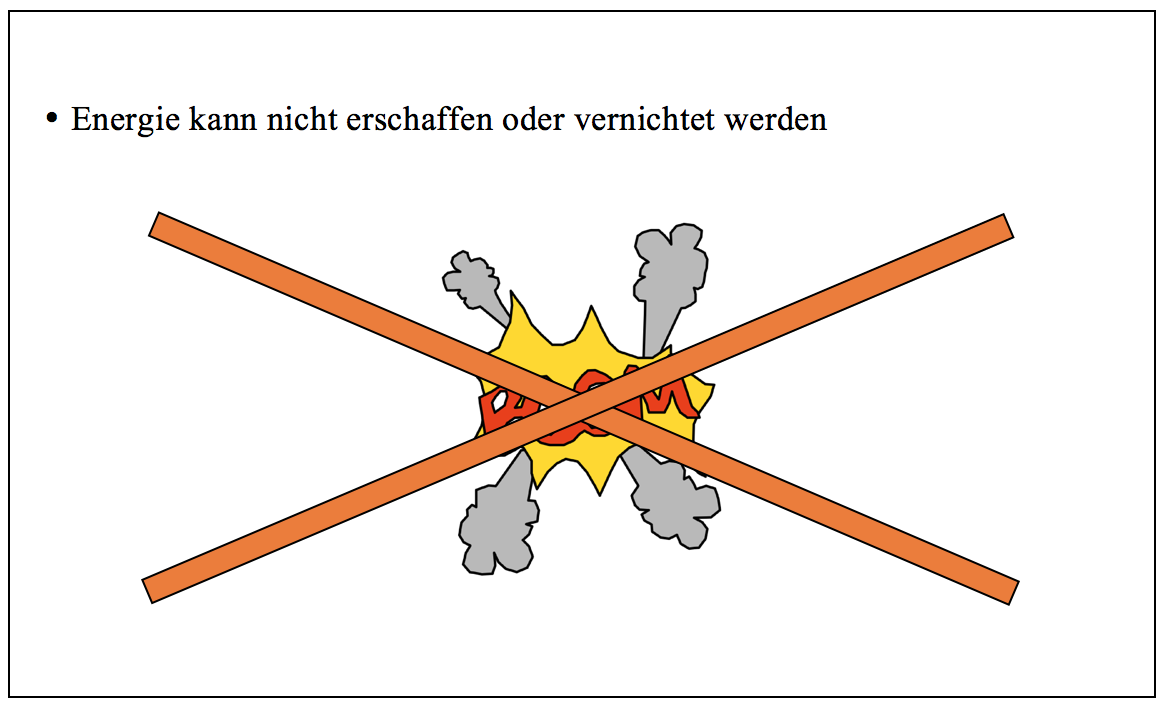 • Energie kann nicht erschaffen oder vernichtet werden